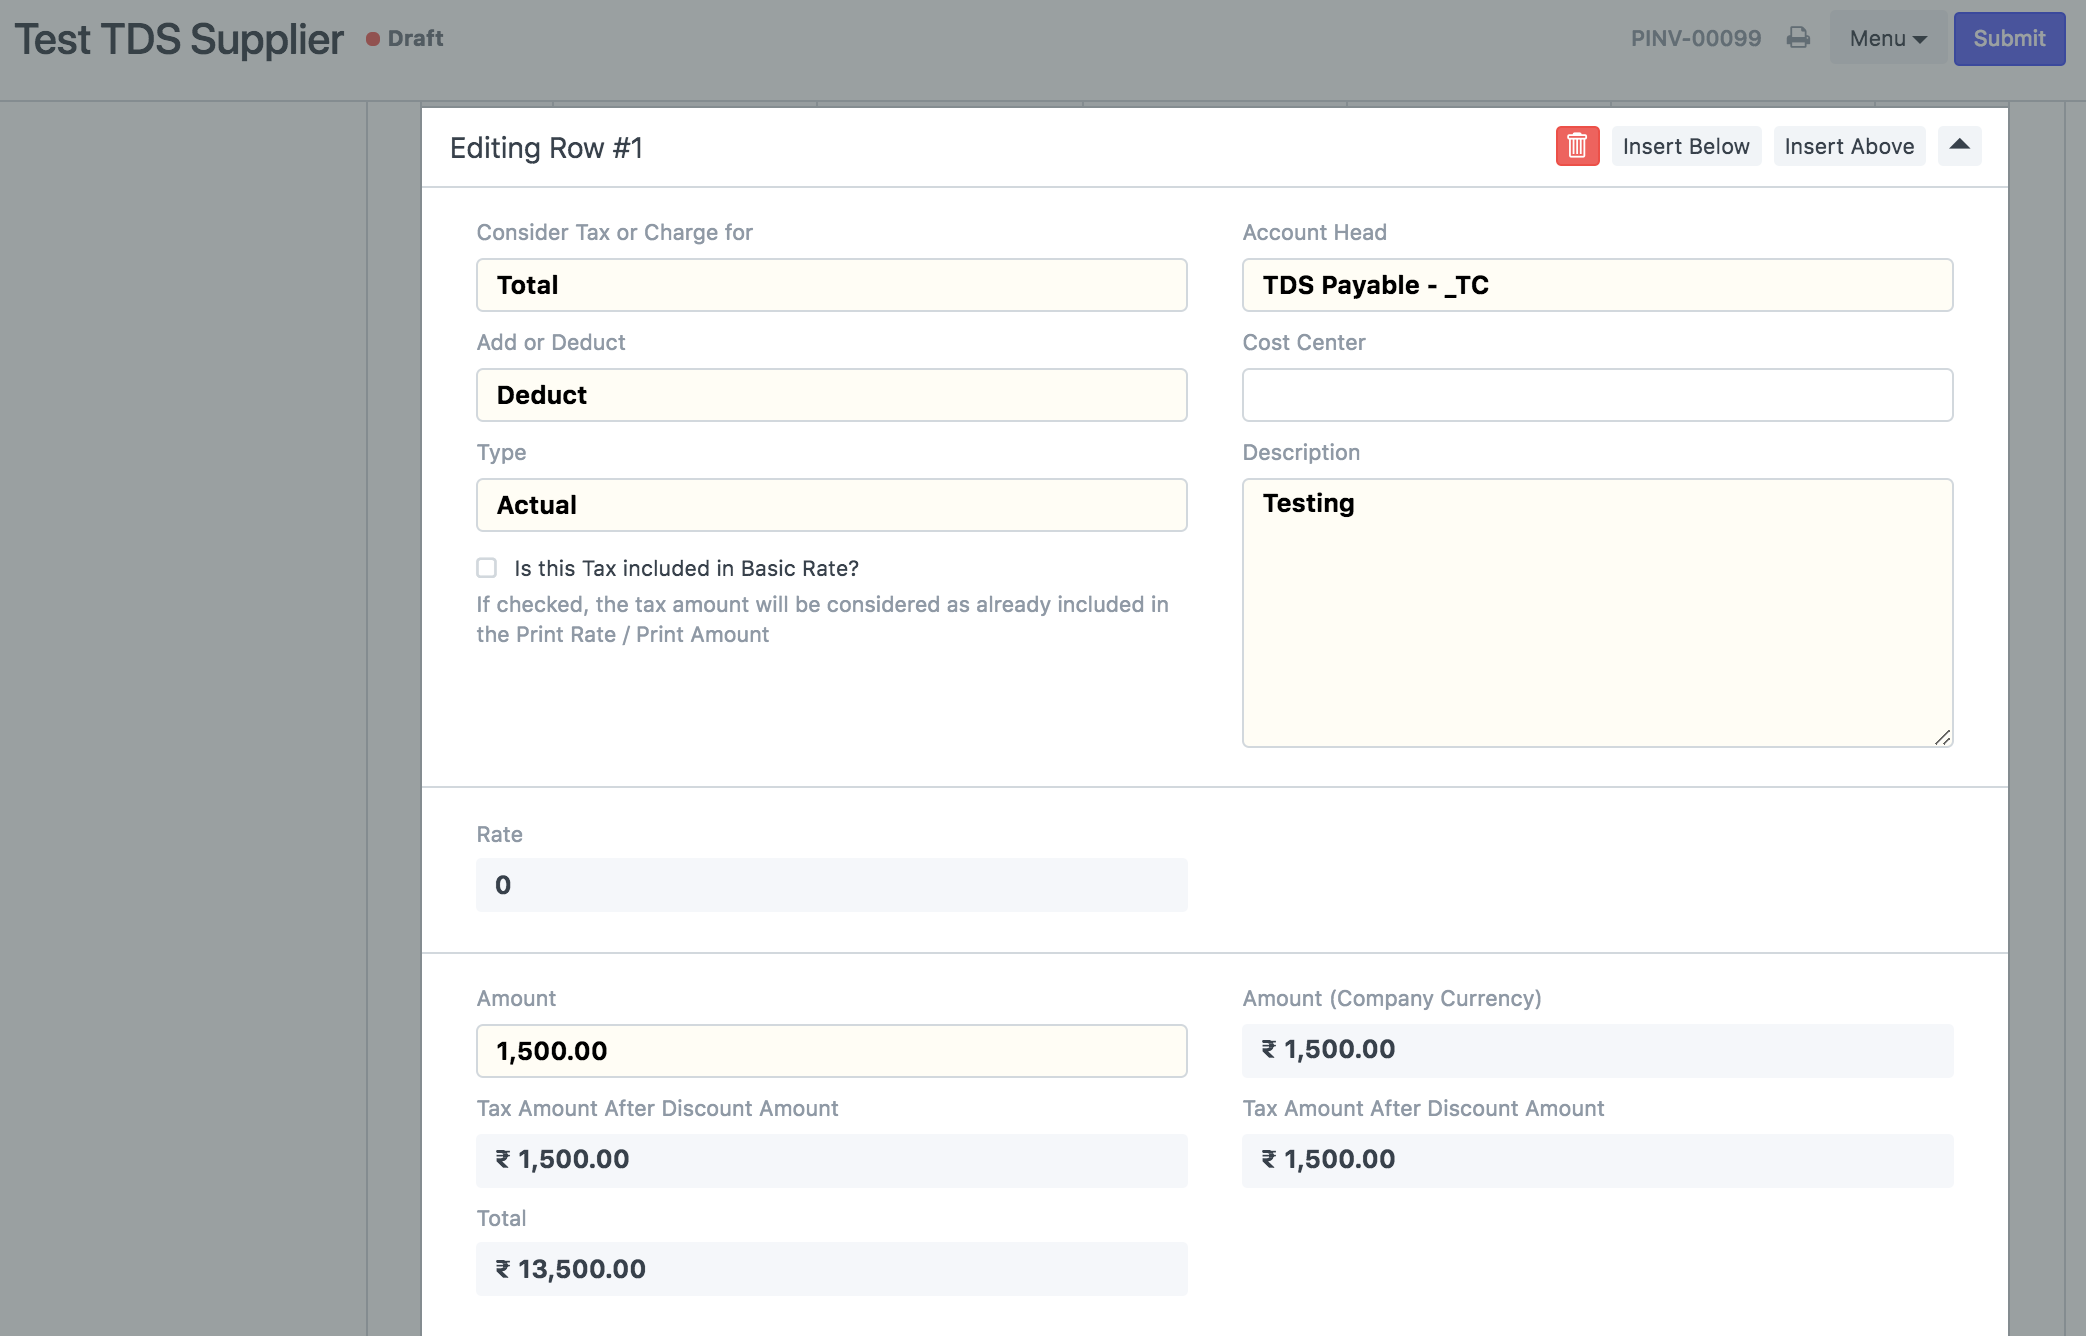 Test TDS Supplier
Draft
PINV-00099
Menu
Submit
Editing Row #1
Insert Below
Insert Above
Consider Tax or Charge for
Total
Add or Deduct
Deduct
Type
Actual
Is this Tax included in Basic Rate?
If checked, the tax amount will be considered as already included in
the Print Rate / Print Amount
Account Head
TDS Payable - _TC
Cost Center
Description
Testing
Rate
0
Amount
1,500.00
Tax Amount After Discount Amount
₹ 1,500.00
Total
₹ 13,500.00
Amount (Company Currency)
₹ 1,500.00
Tax Amount After Discount Amount
₹ 1,500.00